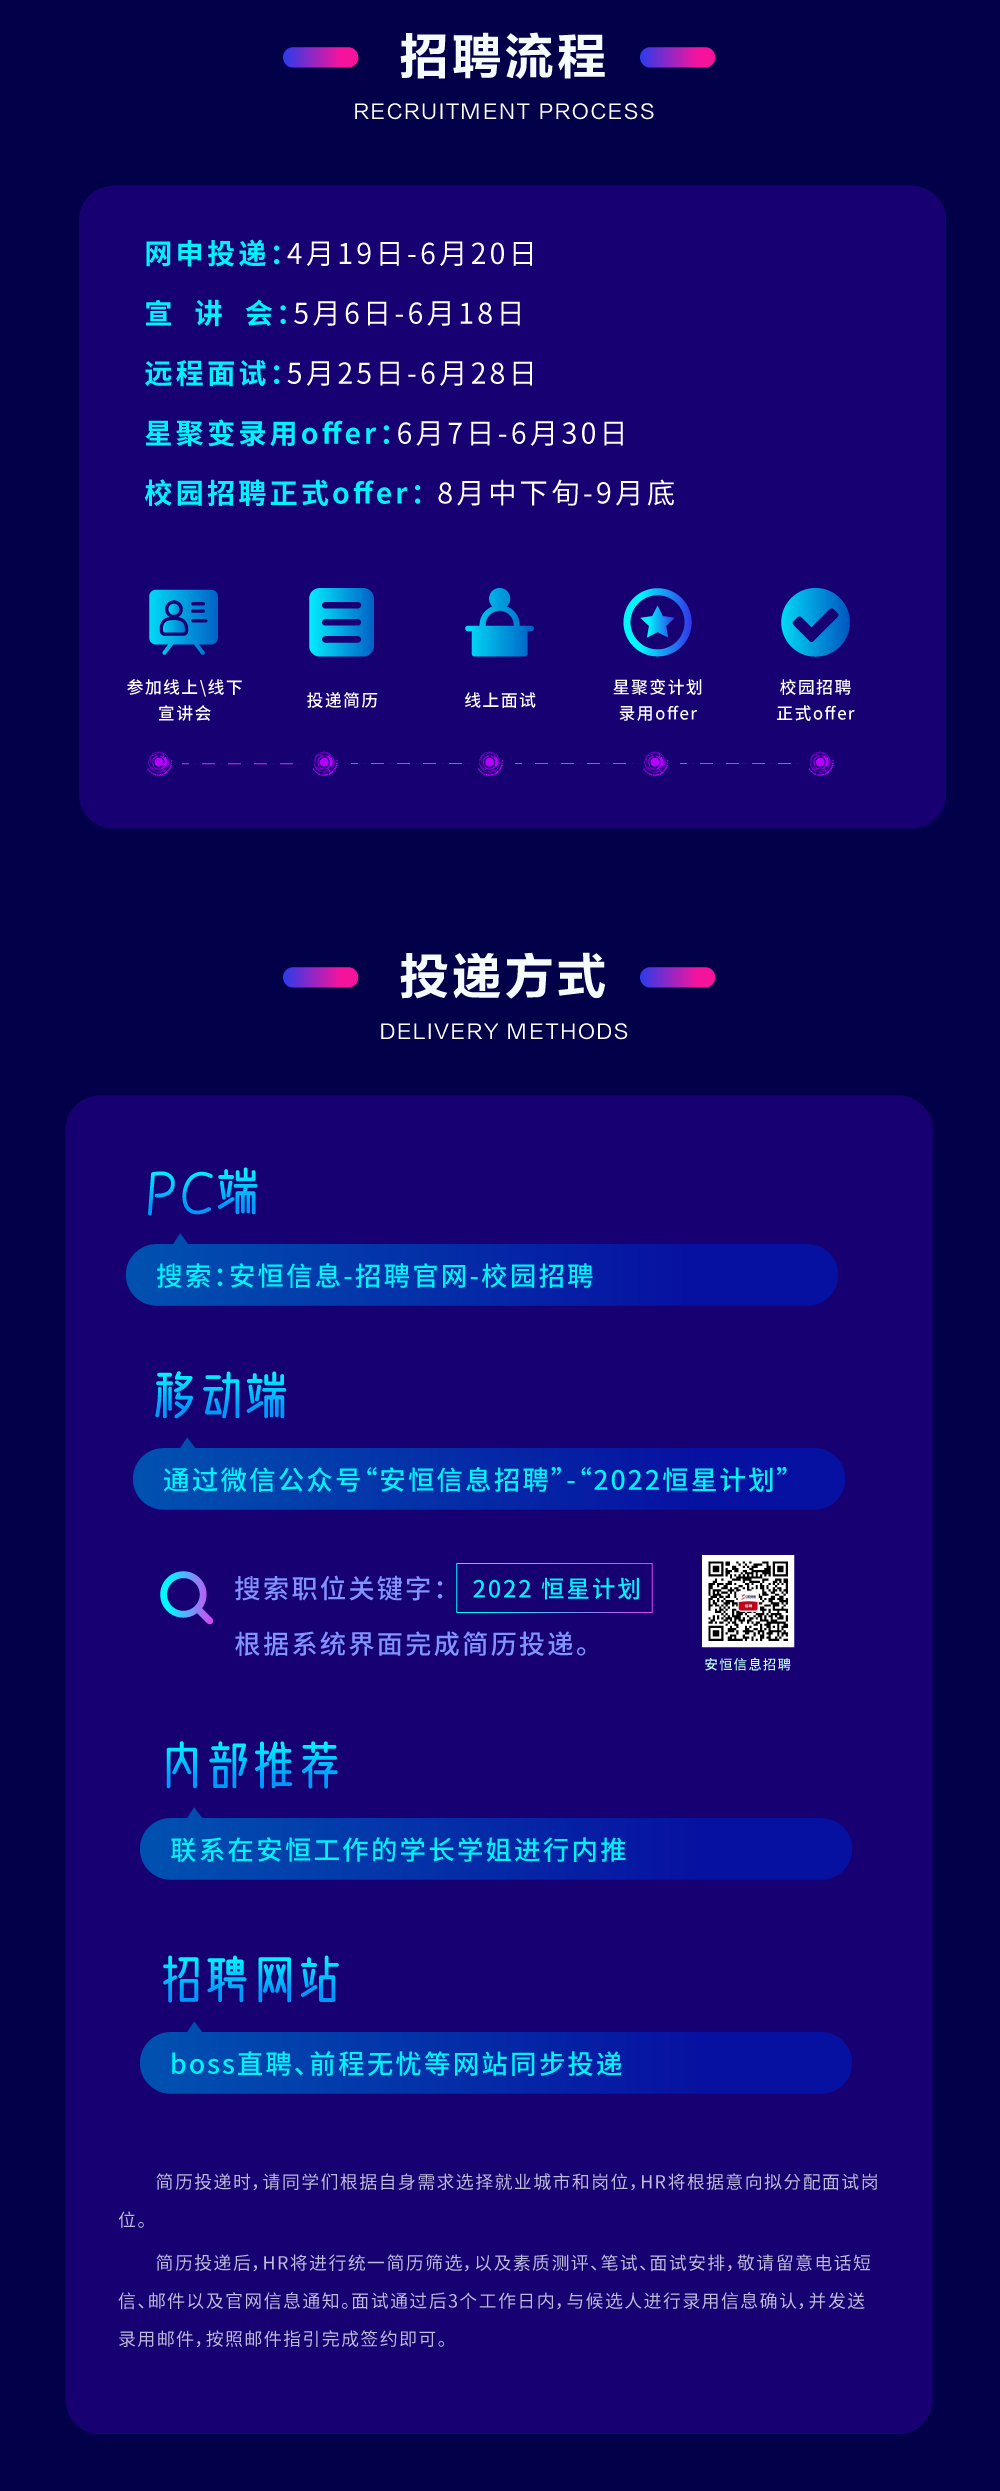 招聘流程
RECRUITMENT PROCESS
网申投递：4月19日-6月20日
宣 讲 会：5月6日-6月18日
远程面试：5月25日-6月28日
星聚变录用offer：6月7日-6月30日
校园招聘正式offer： 8月中下旬-9月底
参加线上\线下
宣讲会
投递简历
线上面试
星聚变计划
录用offer
校园招聘
正式offer
投递方式
DELIVERY METHODS
PC端
搜索：安恒信息-招聘官网-校园招聘
移动端
通过微信公众号“安恒信息招聘”-“2022恒星计划”
搜索职位关键字： 2022 恒星计划
根据系统界面完成简历投递。
安恒信息招聘
内部推荐
联系在安恒工作的学长学姐进行内推
招聘网站
boss直聘、前程无忧等网站同步投递
简历投递时，请同学们根据自身需求选择就业城市和岗位，HR将根据意向拟分配面试岗
位。
简历投递后，HR将进行统一简历筛选，以及素质测评、笔试、面试安排，敬请留意电话短
信、邮件以及官网信息通知。面试通过后3个工作日内，与候选人进行录用信息确认，并发送
录用邮件，按照邮件指引完成签约即可。